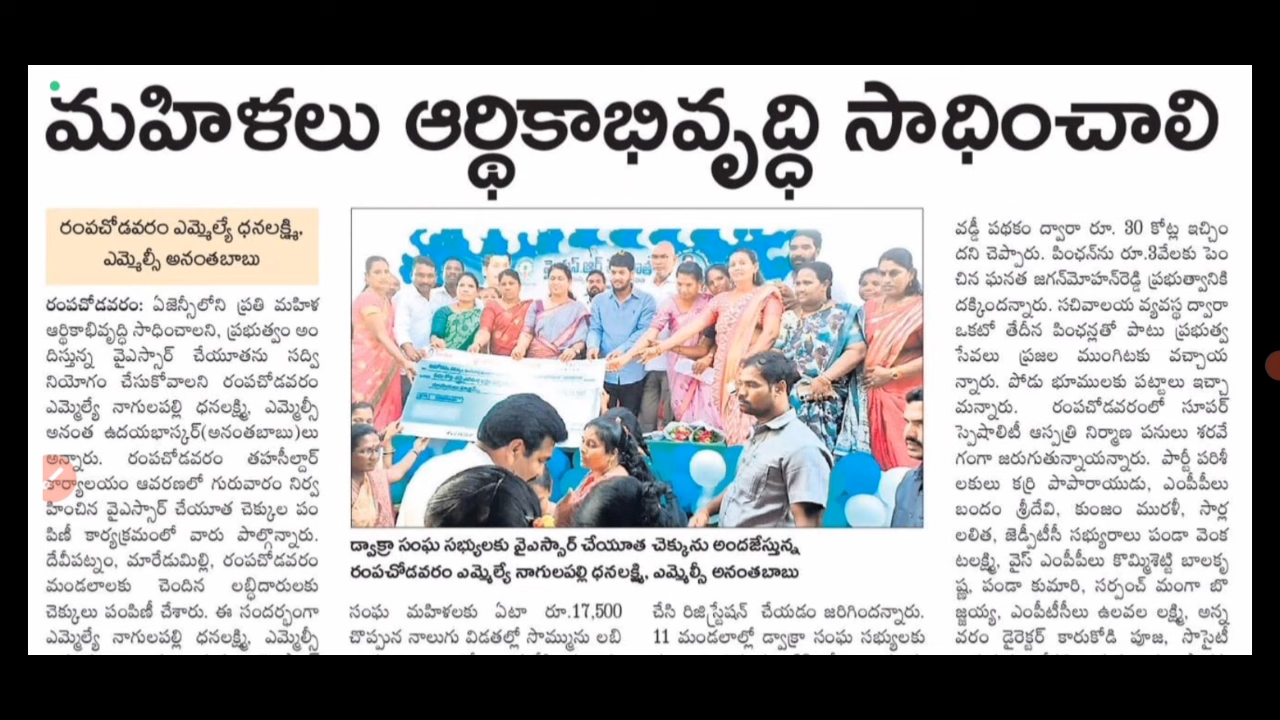 మహిళలు ఆర్థికాభివృద్ధి సాధించాలి
రంపచోడవరం ఎమ్మెల్యే ధనలక్ష్మి,
ఎమ్మెల్సీ అనంతబాబు
రంపచోడవరం: ఏజెన్సీలోని ప్రతి మహిళ
ఆర్థికాభివృద్ధి సాధించాలని, ప్రభుత్వం అం
దిస్తున్న వైఎస్సార్ చేయూతను సద్వి
నియోగం చేసుకోవాలని రంపచోడవరం
ఎమ్మెల్యే నాగులపల్లి ధనలక్ష్మి, ఎమ్మెల్సీ
అనంత ఉదయభాస్కర్(అనంతబాబు)లు
అన్నారు. రంపచోడవరం తహసీల్దార్
కార్యాలయం ఆవరణలో గురువారం నిర్వ
హించిన వైఎస్సార్ చేయూత చెక్కుల పం
పిణీ కార్యక్రమంలో వారు పాల్గొన్నారు.
దేవీపట్నం, మారేడుమిల్లి, రంపచోడవరం
మండలాలకు చెందిన లబ్ధిదారులకు
చెక్కులు పంపిణీ చేశారు. ఈ సందర్భంగా
ఎమ్మెల్యే నాగులపల్లి ధనలక్ష్మి, ఎమ్మెల్సీ
ద్వాక్రా సంఘ సభ్యులకు వైఎస్సార్ చేయూత చెక్కును అందజేస్తున్న
రంపచోడవరం ఎమ్మెల్యే నాగులపల్లి ధనలక్ష్మి, ఎమ్మెల్సీ అనంతబాబు
సంఘ మహిళలకు ఏటా రూ.17,500
చొప్పున నాలుగు విడతల్లో సొమ్మును లబి
చేసి రిజిస్ట్రేషన్ చేయడం జరిగిందన్నారు.
11 మండలాల్లో డ్వాక్రా సంఘ సభ్యులకు
వడ్డీ పథకం ద్వారా రూ. 30 కోట్ల ఇచ్చిం
దని చెప్పారు. పింఛన్‌ను రూ.3వేలకు పెం
చిన ఘనత జగన్‌మోహన్‌రెడ్డి ప్రభుత్వానికి
దక్కిందన్నారు. సచివాలయ వ్యవస్థ ద్వారా
ఒకటో తేదీన పింఛన్లతో పాటు ప్రభుత్వ
సేవలు ప్రజల ముంగిటకు వచ్చాయ
న్నారు. పోడు భూములకు పట్టాలు ఇచ్చా
మన్నారు. రంపచోడవరంలో సూపర్
స్పెషాలిటీ ఆస్పత్రి నిర్మాణ పనులు శరవే
గంగా జరుగుతున్నాయన్నారు. పార్టీ పరిశీ
లకులు కర్రి పాపారాయుడు, ఎంపీపీలు
బందం శ్రీదేవి, కుంజం మురళీ, సార్ల
లలిత, జెడ్పీటీసీ సభ్యురాలు పండా వెంక
టలక్ష్మి, వైస్ ఎంపీపీలు కొమ్మిశెట్టి బాలకృ
ష్ణ, పండా కుమారి, సర్పంచ్ మంగా బొ
జ్జయ్య, ఎంపీటీసీలు ఉలవల లక్ష్మి, అన్న
వరం డైరెక్టర్ కారుకోడి పూజ, సొసైటీ